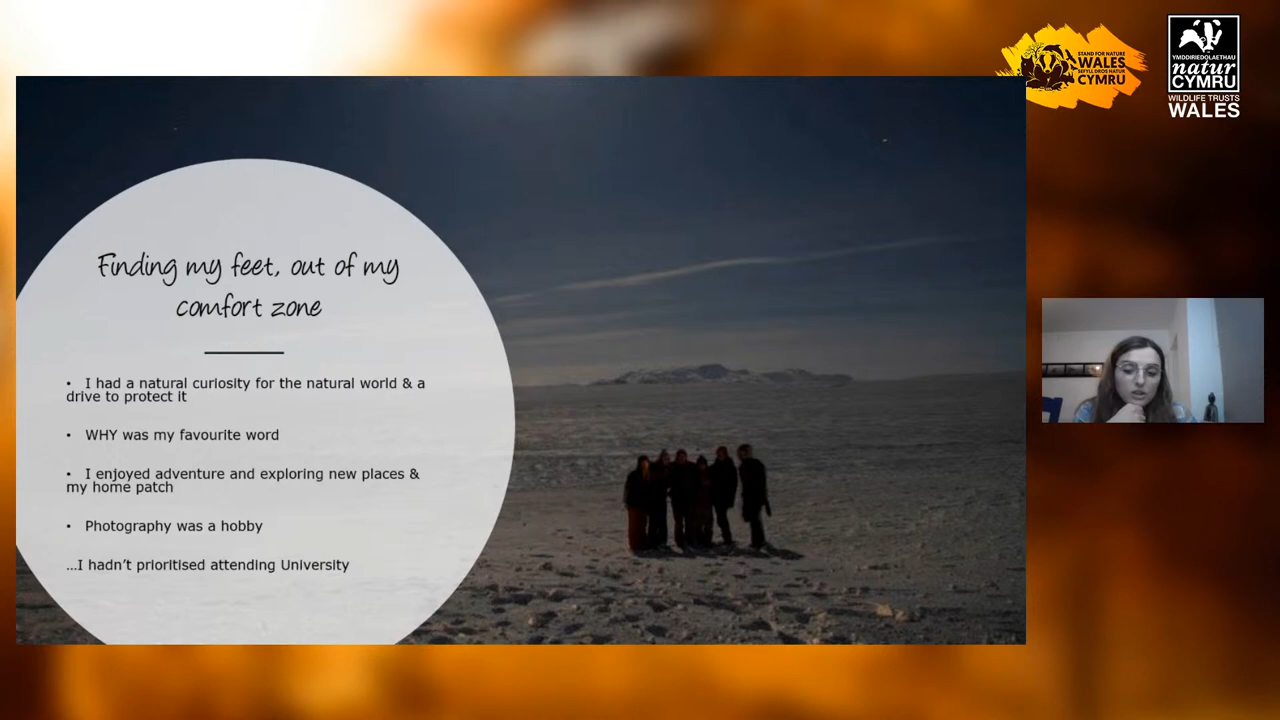 STAND FOR NATURE
WALES
SEFYLL DROS NATUR
CYMRU
YMDDIRIEDOLAETHAU
natur
CYMRU
WILDLIFE TRUSTS
WALES
Finding my feet, out of my
comfort zone
• I had a natural curiosity for the natural world & a
drive to protect it
• WHY was my favourite word
• I enjoyed adventure and exploring new places &
my home patch
• Photography was a hobby
...I hadn't prioritised attending University